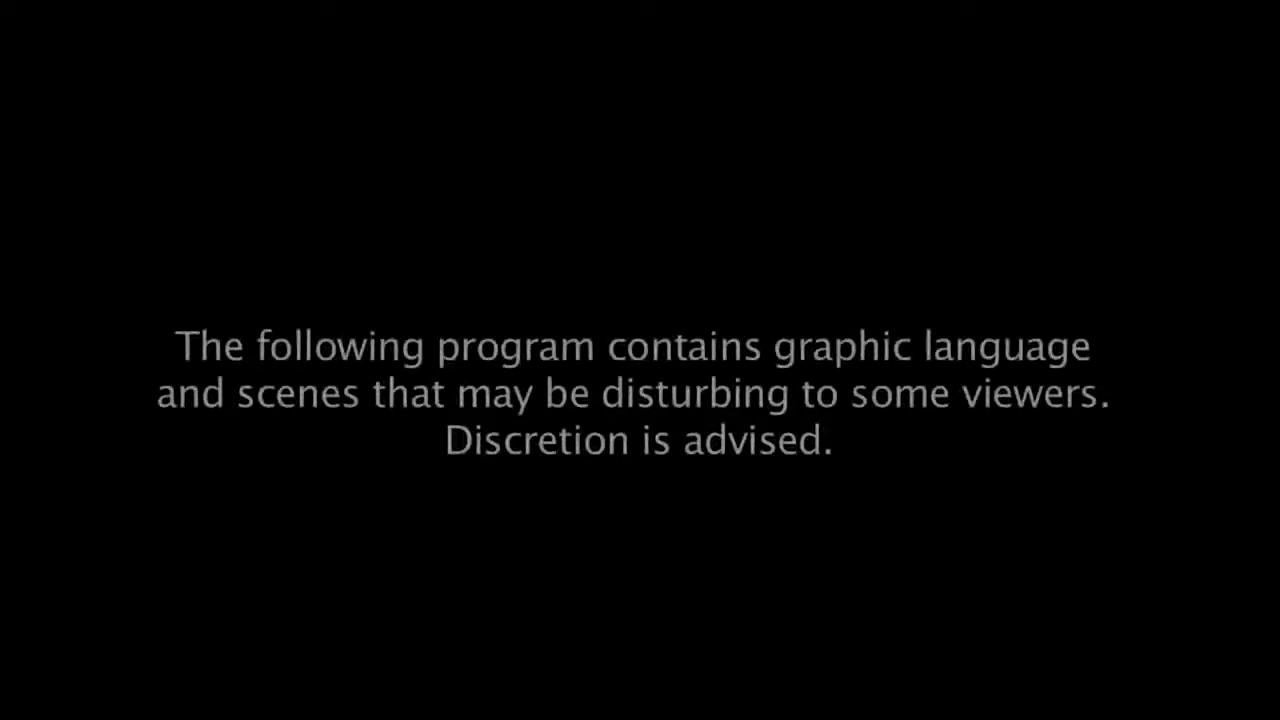 The following program contains graphic language
and scenes that may be disturbing to some viewers.
Discretion is advised.